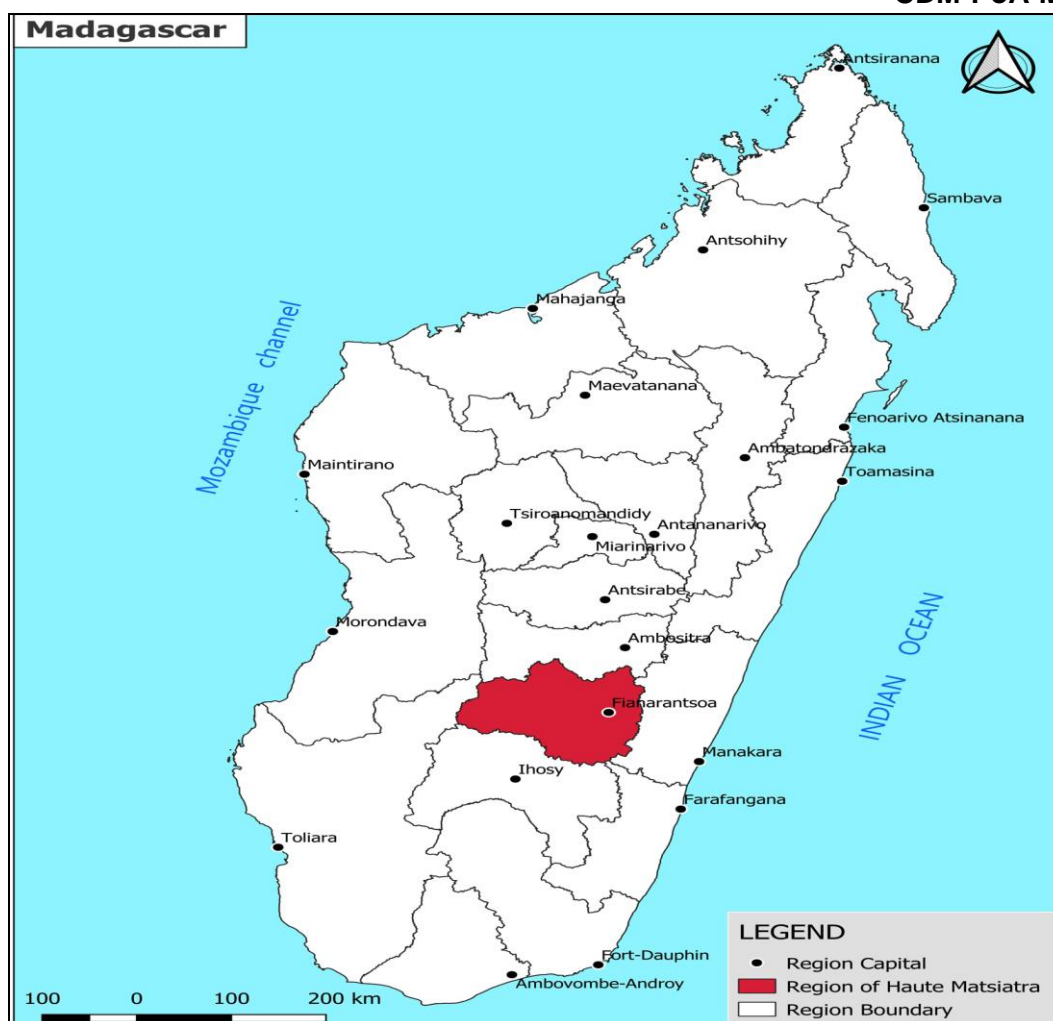 Madagascar
Antsiranana
Sambava
Antsohihy
Mahajanga
Mozambique channel
Maevatanana
Fenoarivo Atsinanana
Ambatondrazaka
Maintirano
Toamasina
Tsiroanomandidy
Antananarivo
Miarinarivo
Antsirabe
Morondava
Ambositra
INDIAN OCEAN
Fianarantsoa
Manakara
Ihosy
Farafangana
Toliara
LEGEND
Fort-Dauphin
Region Capital
Ambovombe-Androy
Region of Haute Matsiatra
100 0 100 200 km
Region Boundary